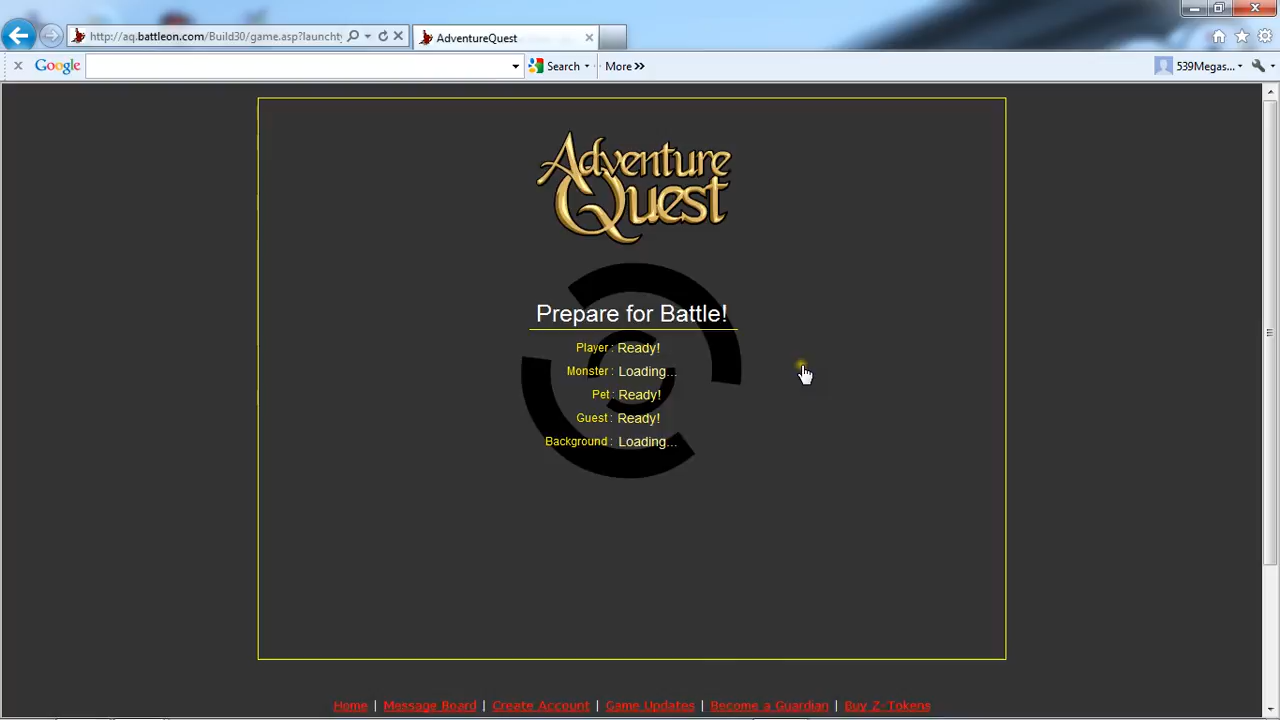 http://aq.battleon.com/Build30/game.asp?launchty
AdventureQuest
Google
Search
More »
539Megas...
Adventure
Quest
Prepare for Battle!
Player : Ready!
Monster : Loading...
Pet : Ready!
Guest : Ready!
Background : Loading...
Home | Message Board | Create Account | Game Updates | Become a Guardian | Buy Z-Tokens